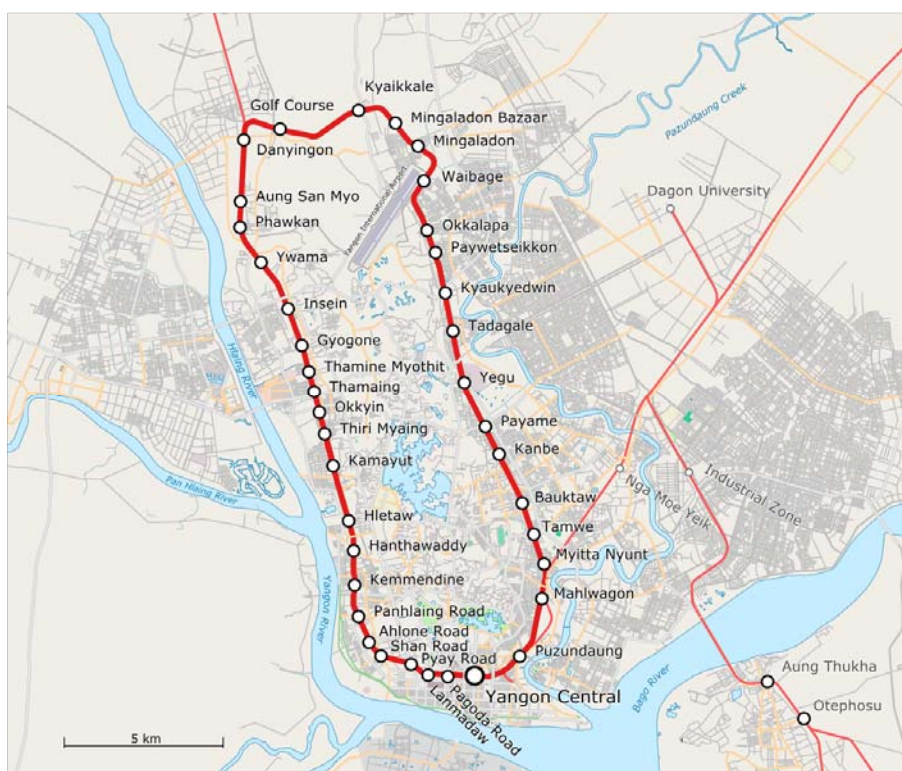 Kyaikkale
Golf Course
Mingaladon Bazaar
Danyingon
Mingaladon
Pazundaung Creek
Waibage
Yangon International Airport
Dagon University
Aung San Myo
Phawkan
Okkalapa
Paywetseikkon
Ywama
Kyaukyedwin
Insein
Tadagale
Hlaing River
Gyogone
Thamine Myothit
Yegu
Thamaing
Okkyin
Thiri Myaing
Payame
Kanbe
Kamayut
Pan Hlaing River
Nga Moe Yeik
Industrial Zone
Bauktaw
Hletaw
Tamwe
Hanthawaddy
Myitta Nyunt
Kemmendine
Mahlwagon
Yangon River
Panhlaing Road
Ahlone Road
Shan Road
Puzundaung
Pyay Road
Bago River
Aung Thukha
Yangon Central
Pagoda Road
Lanmadaw
Otephosu
5 km